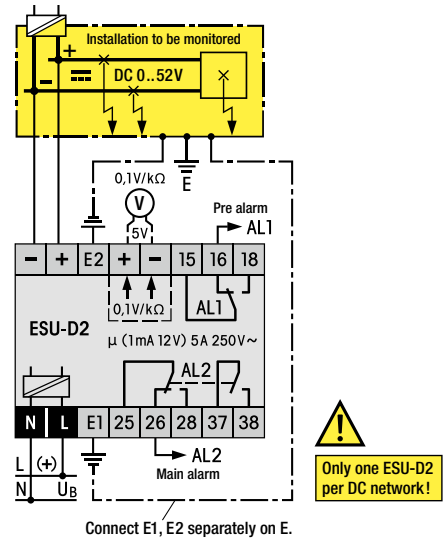 Installation to be monitored
+
− DC 0..52V
0,1V/kΩ
E
V
Pre alarm
5V
AL1
− + E2 + − 15 16 18
0,1V/kΩ
AL1
ESU-D2
µ (1mA 12V) 5A 250V~
AL2
N L E1 25 26 28 37 38
L (+)
AL2
N UB
Main alarm
Only one ESU-D2
per DC network!
Connect E1, E2 separately on E.